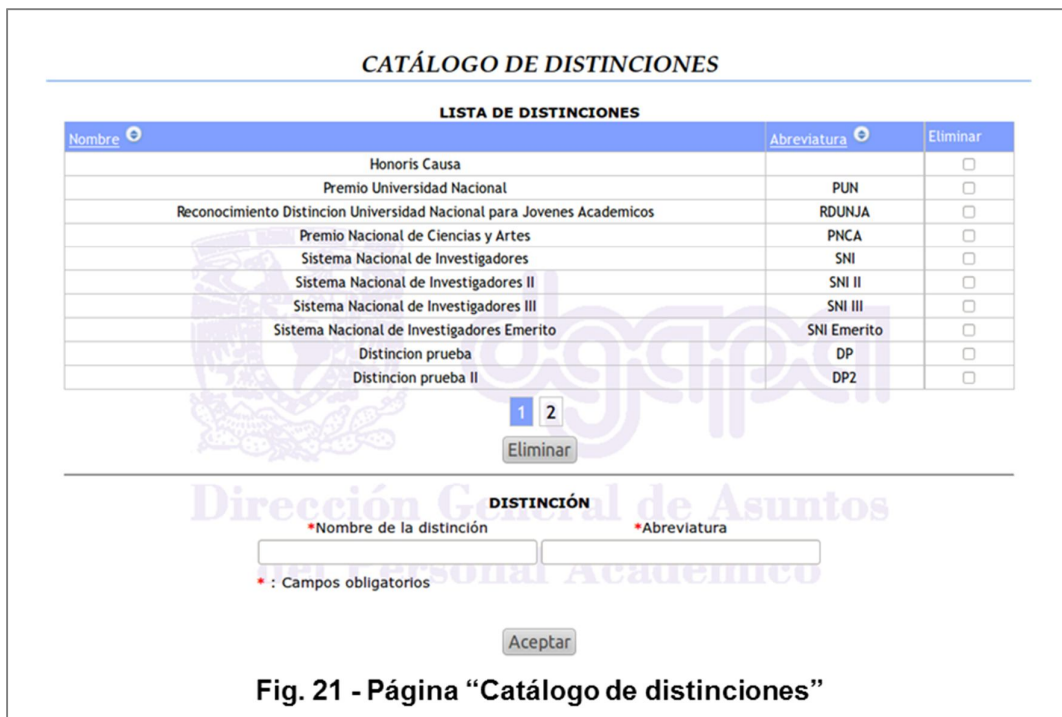 CATÁLOGO DE DISTINCIONES
LISTA DE DISTINCIONES
Nombre Abreviatura Eliminar
Honoris Causa
Premio Universidad Nacional PUN
Reconocimiento Distincion Universidad Nacional para Jovenes Academicos RDUNJA
Premio Nacional de Ciencias y Artes PNCA
Sistema Nacional de Investigadores SNI
Sistema Nacional de Investigadores II SNI II
Sistema Nacional de Investigadores III SNI III
Sistema Nacional de Investigadores Emerito SNI Emerito
Distincion prueba DP
Distincion prueba II DP2
dgapa
1 2
Eliminar
Dirección General de Asuntos
del Personal Académico
DISTINCIÓN
*Nombre de la distinción *Abreviatura
* : Campos obligatorios
Aceptar
Fig. 21 - Página “Catálogo de distinciones”